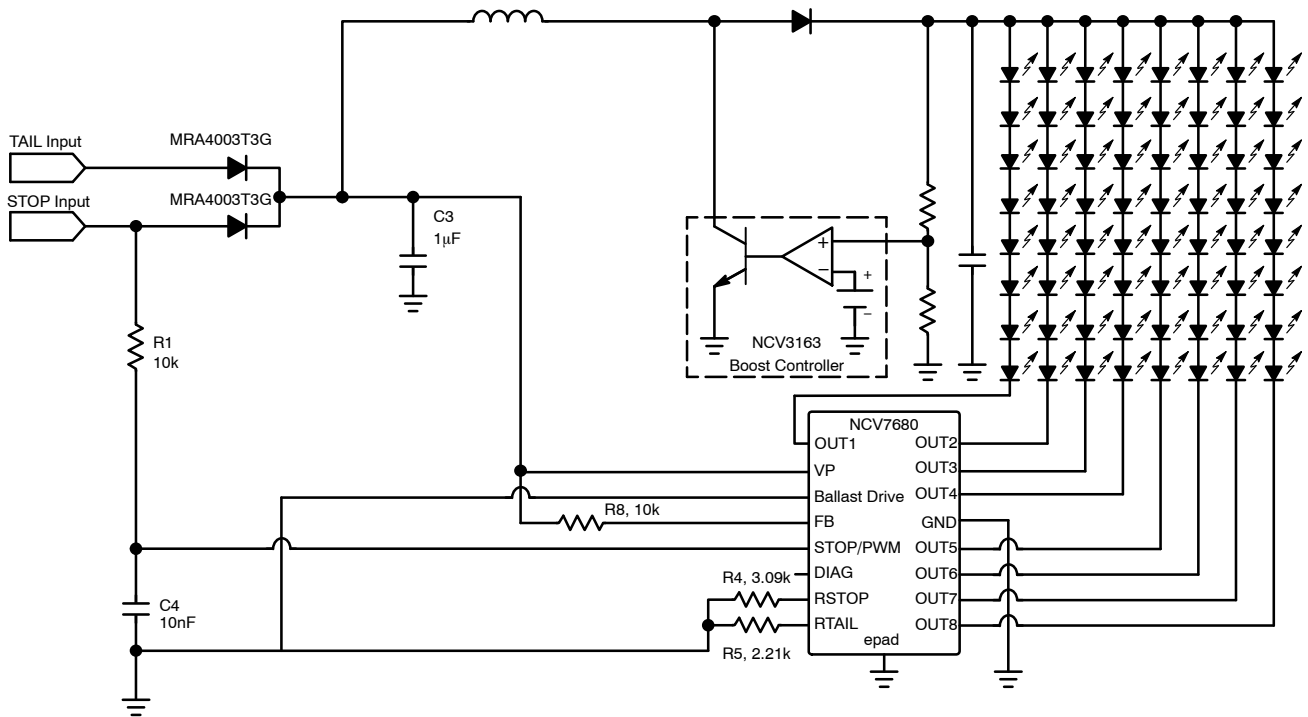 TAIL Input
MRA4003T3G
STOP Input
MRA4003T3G
C3
1μF
R1
10k
+
−
+
−
NCV3163
Boost Controller
NCV7680
OUT1
OUT2
VP
OUT3
Ballast Drive
OUT4
R8, 10k
FB
GND
STOP/PWM
OUT5
R4, 3.09k
DIAG
OUT6
RSTOP
OUT7
C4
10nF
RTAIL
OUT8
R5, 2.21k
epad